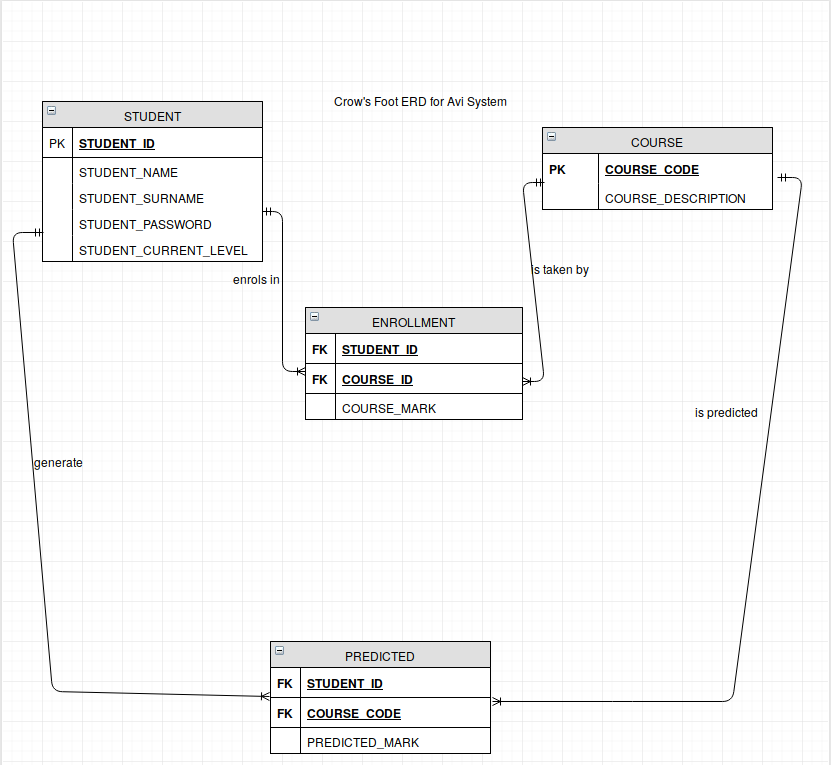 Crow's Foot ERD for Avi System
STUDENT
PK STUDENT_ID
STUDENT_NAME
STUDENT_SURNAME
STUDENT_PASSWORD
STUDENT_CURRENT_LEVEL
COURSE
PK COURSE_CODE
COURSE_DESCRIPTION
enrols in
is taken by
ENROLLMENT
FK STUDENT_ID
FK COURSE_ID
COURSE_MARK
is predicted
generate
PREDICTED
FK STUDENT_ID
FK COURSE_CODE
PREDICTED_MARK